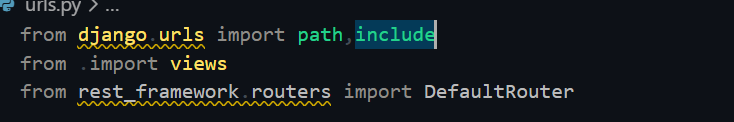 urls.py > ...
from django.urls import path,include
from .import views
from rest_framework.routers import DefaultRouter